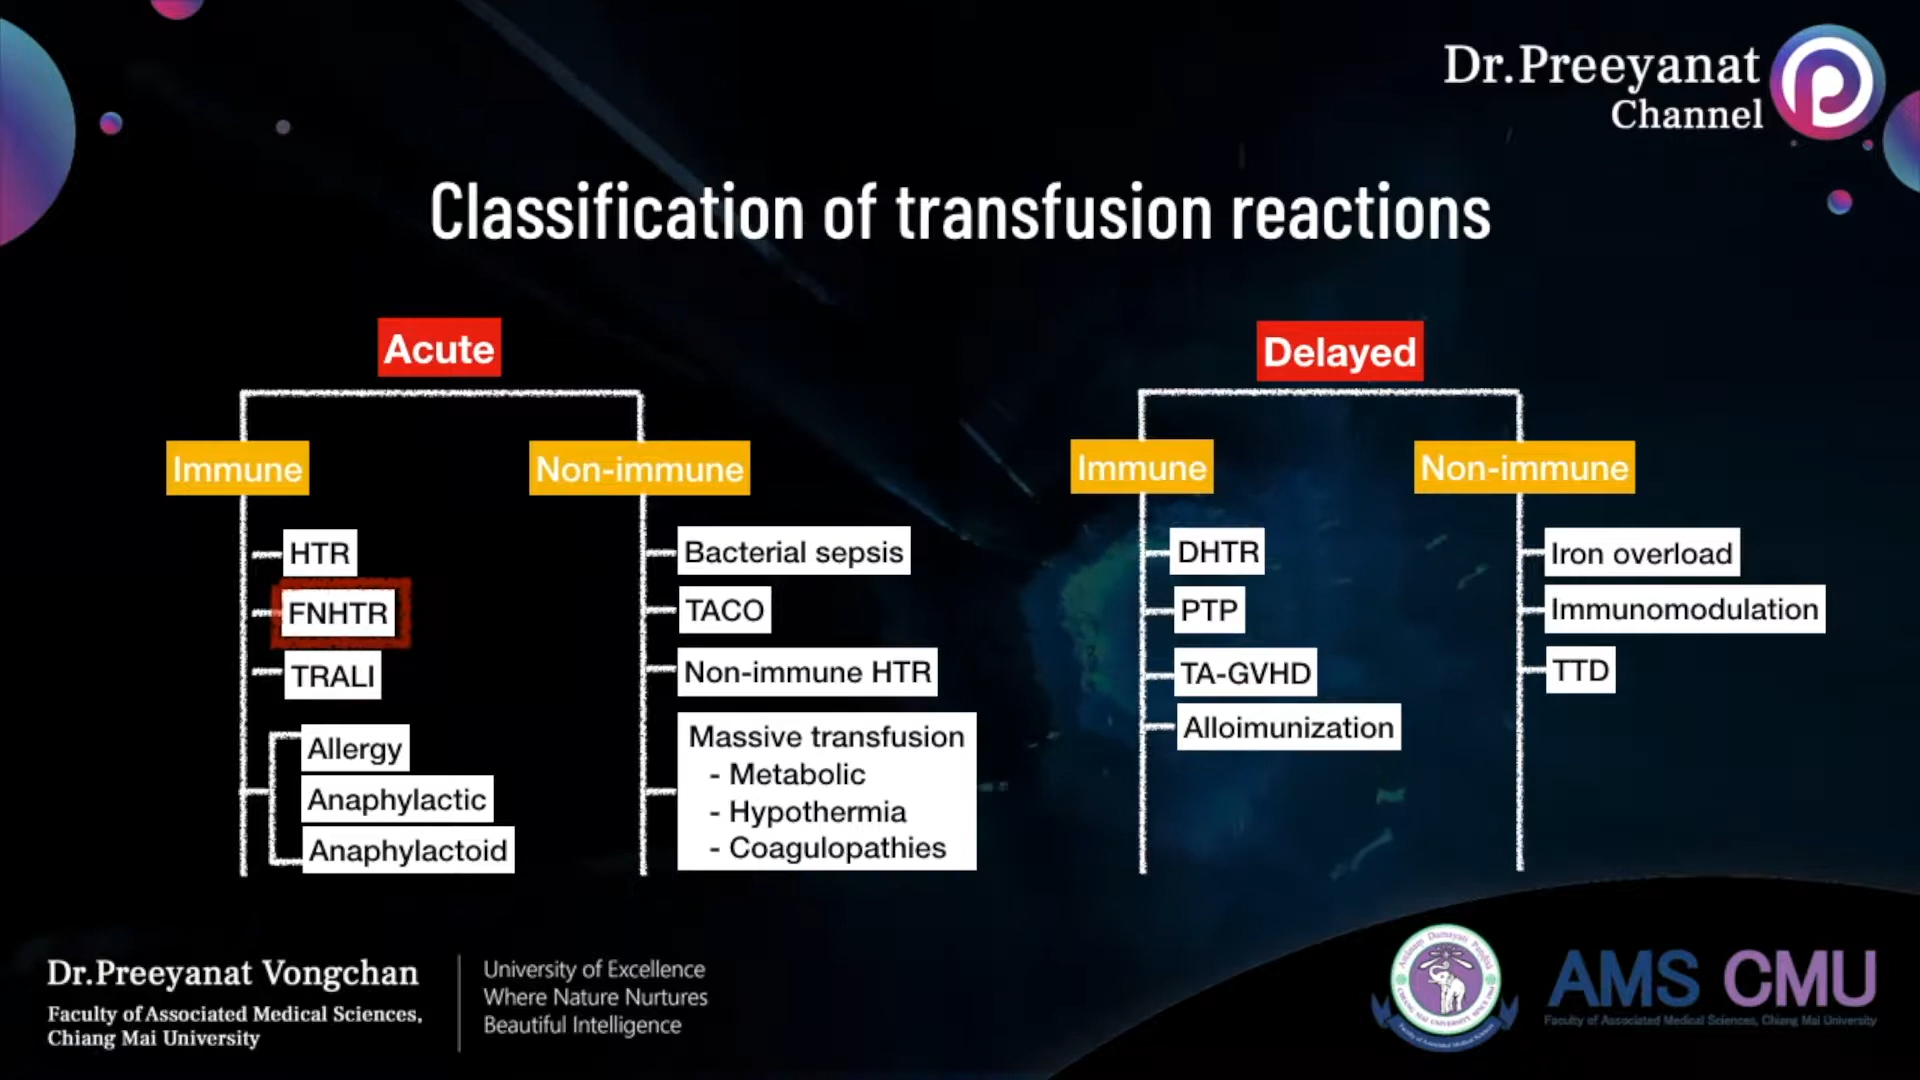 Dr.Preeyanat
Channel
Classification of transfusion reactions
Acute
Immune
HTR
FNHTR
TRALI
Allergy
Anaphylactic
Anaphylactoid
Non-immune
Bacterial sepsis
TACO
Non-immune HTR
Massive transfusion
- Metabolic
- Hypothermia
- Coagulopathies
Delayed
Immune
DHTR
PTP
TA-GVHD
Alloimunization
Non-immune
Iron overload
Immunomodulation
TTD
Dr.Preeyanat Vongchan
Faculty of Associated Medical Sciences,
Chiang Mai University
University of Excellence
Where Nature Nurtures
Beautiful Intelligence
AMS CMU
Faculty of Associated Medical Sciences, Chiang Mai University